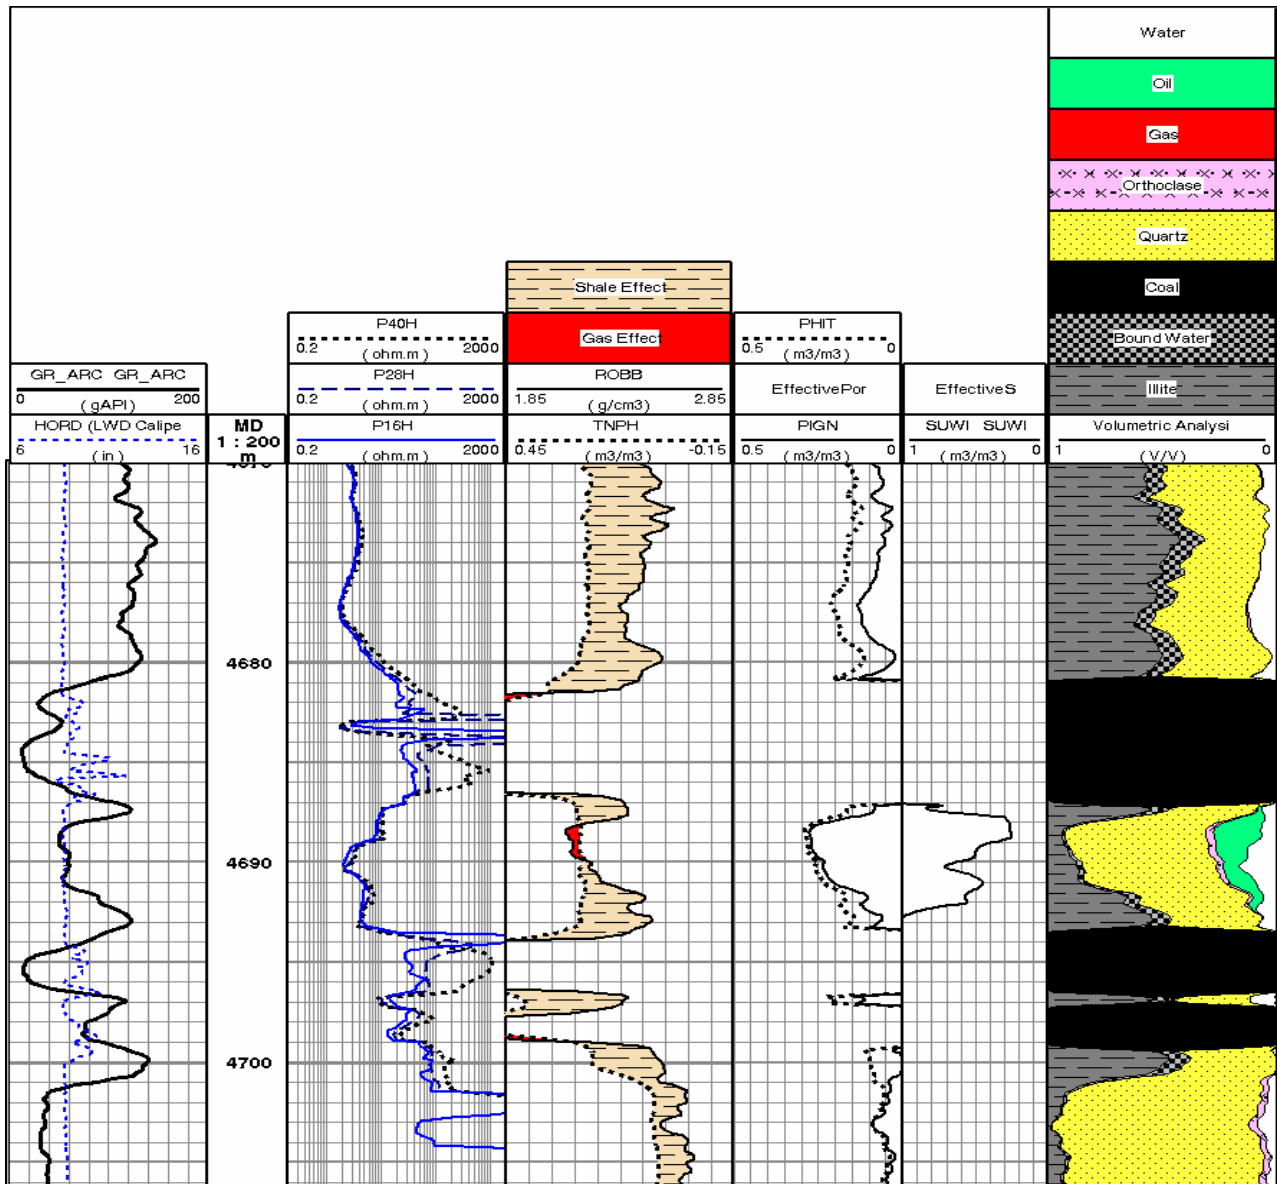 Water
Oil
Gas
Orthoclase
Quartz
Shale Effect
Coal
P40H
0.2 (ohm.m) 2000
Gas Effect
PHIT
0.5 (m3/m3) 0
Bound Water
GR_ARC GR_ARC
0 (gAPI) 200
P28H
0.2 (ohm.m) 2000
ROBB
1.85 (g/cm3) 2.85
EffectivePor
EffectiveS
Illite
HORD (LWD Calipe
6 (in) 16
MD
1 : 200
m
P16H
0.2 (ohm.m) 2000
TNPH
0.45 (m3/m3) -0.15
PIGN
0.5 (m3/m3) 0
SUWI SUWI
1 (m3/m3) 0
Volumetric Analysi
1 (V/V) 0
4680
4690
4700